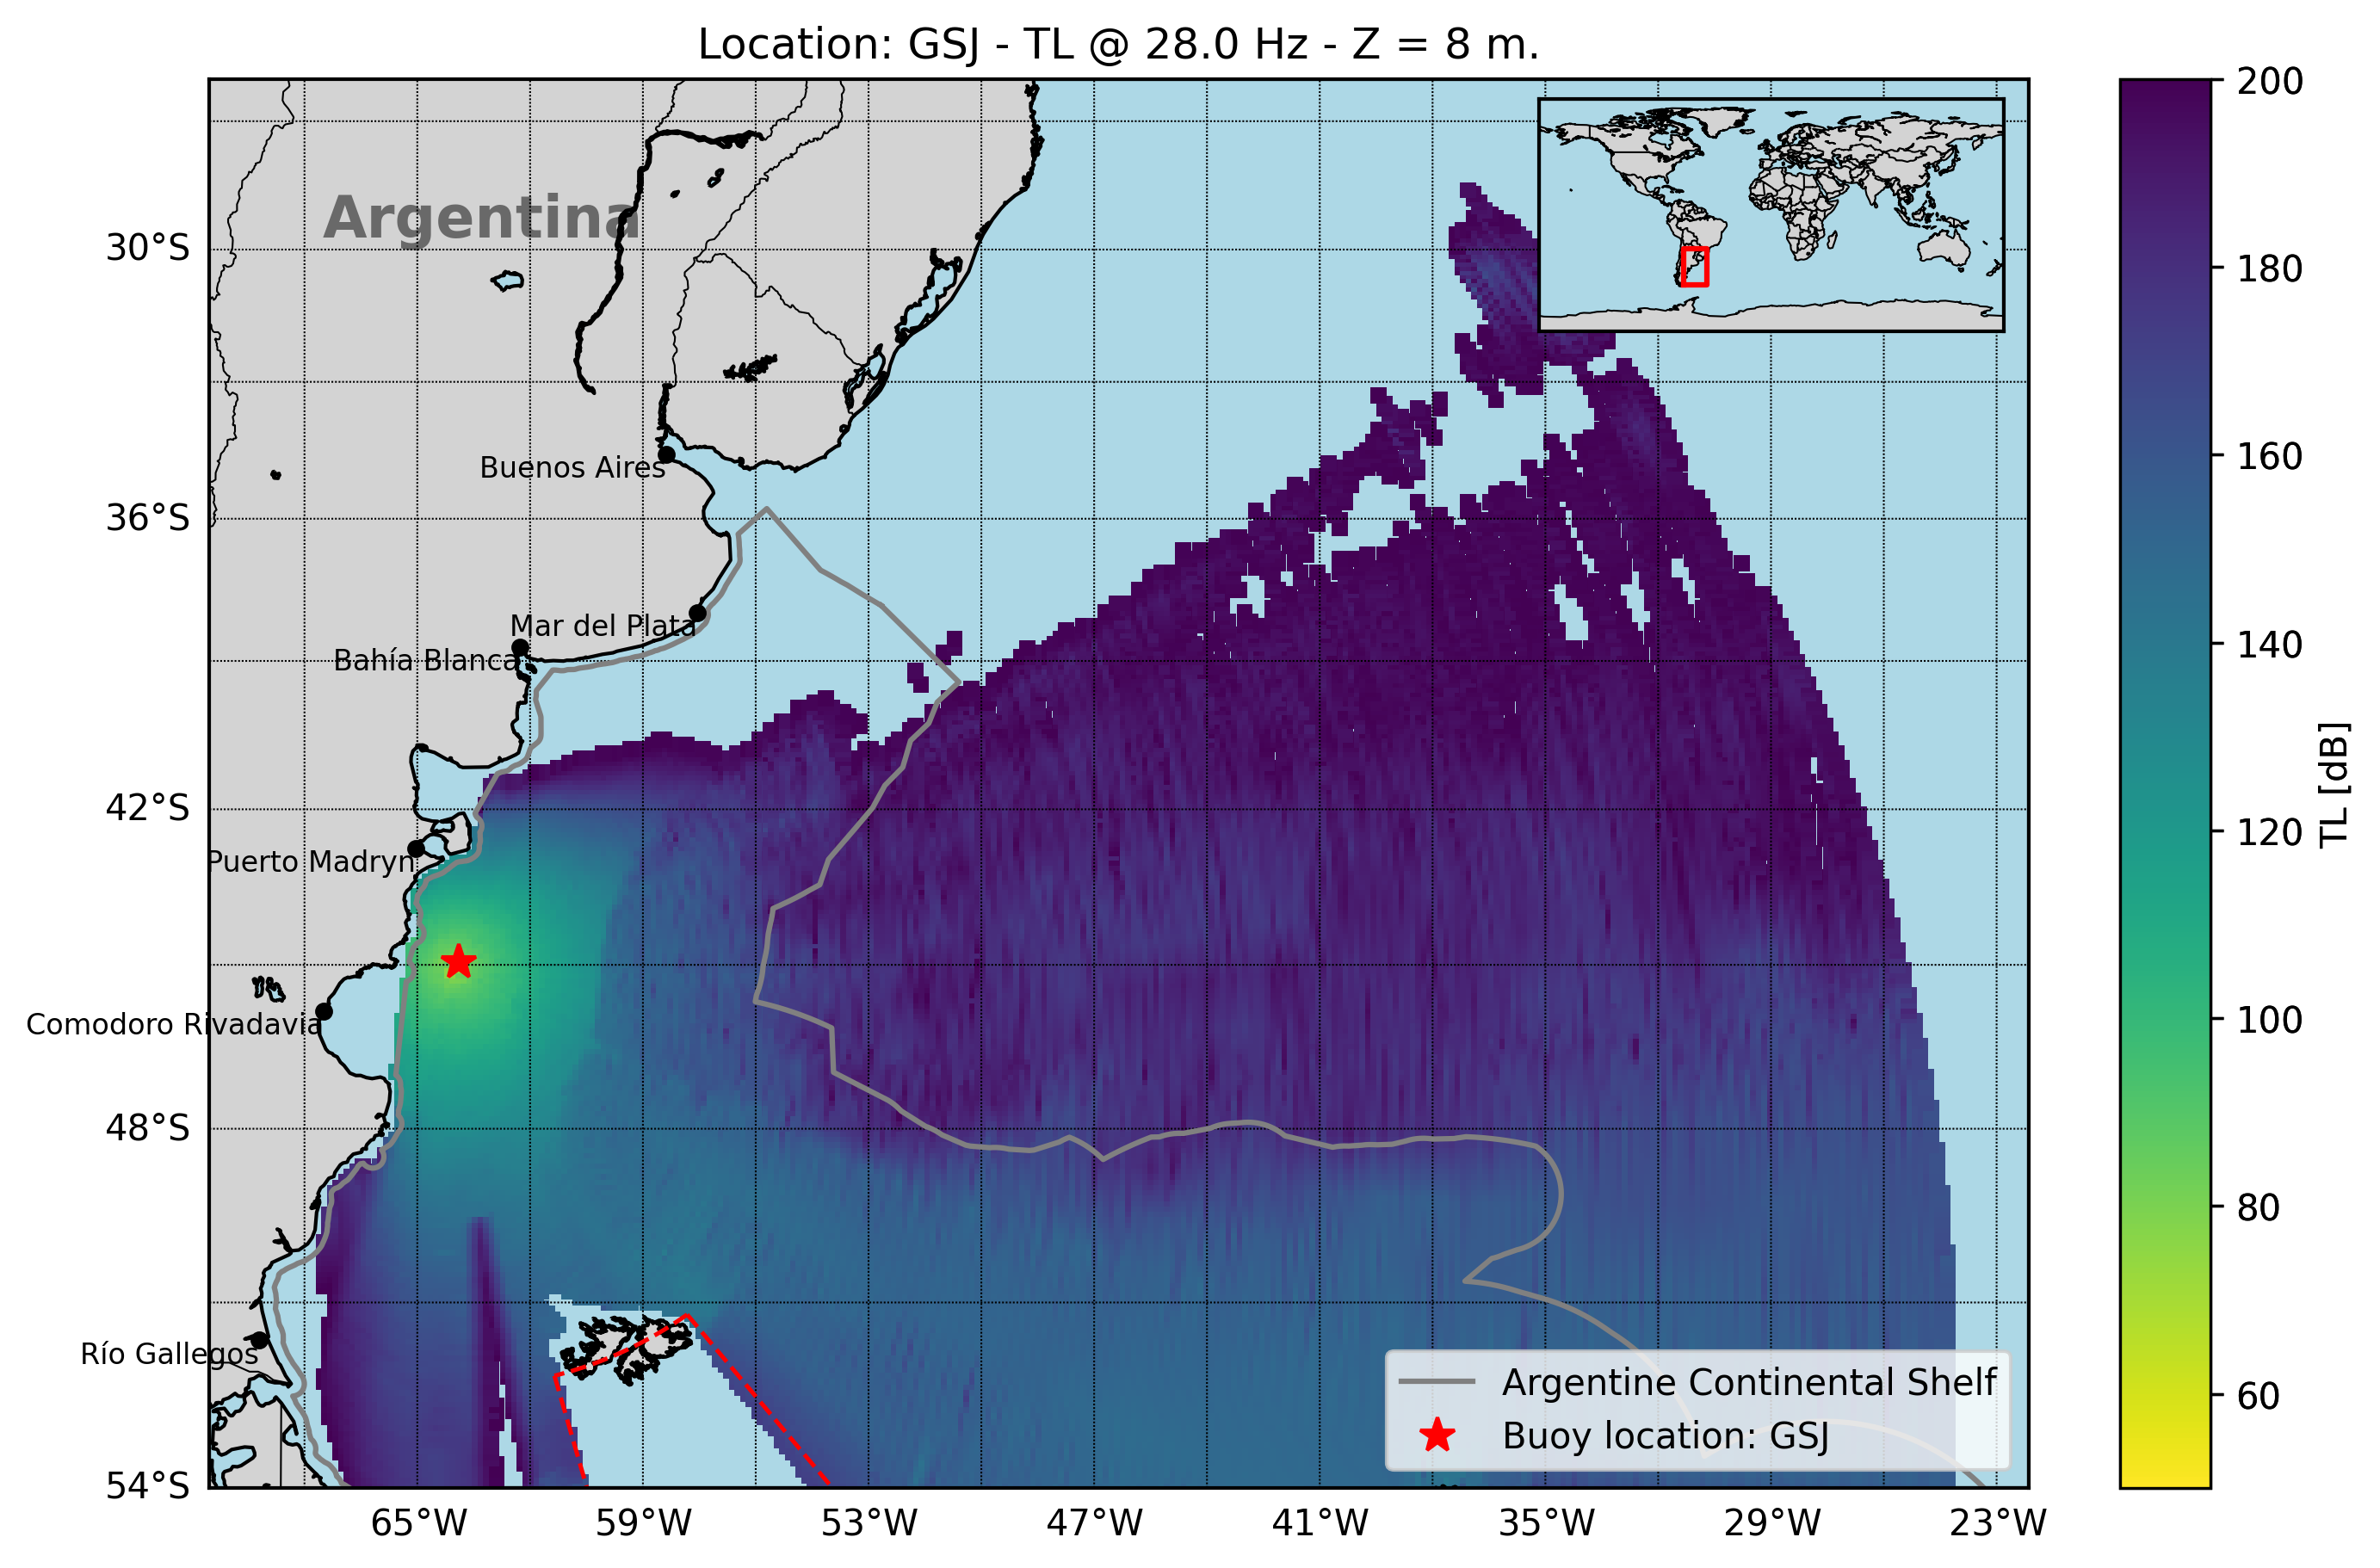 Location: GSJ - TL @ 28.0 Hz - Z = 8 m.
Argentina
Buenos Aires
Mar del Plata
Bahía Blanca
Puerto Madryn
Comodoro Rivadavia
Río Gallegos
30°S
36°S
42°S
48°S
54°S
65°W
59°W
53°W
47°W
41°W
35°W
29°W
23°W
Argentine Continental Shelf
Buoy location: GSJ
200
180
160
140
120
100
80
60
TL [dB]